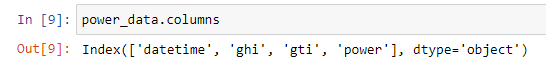 In [9]: power_data.columns
Out[9]: Index(['datetime', 'ghi', 'gti', 'power'], dtype='object')